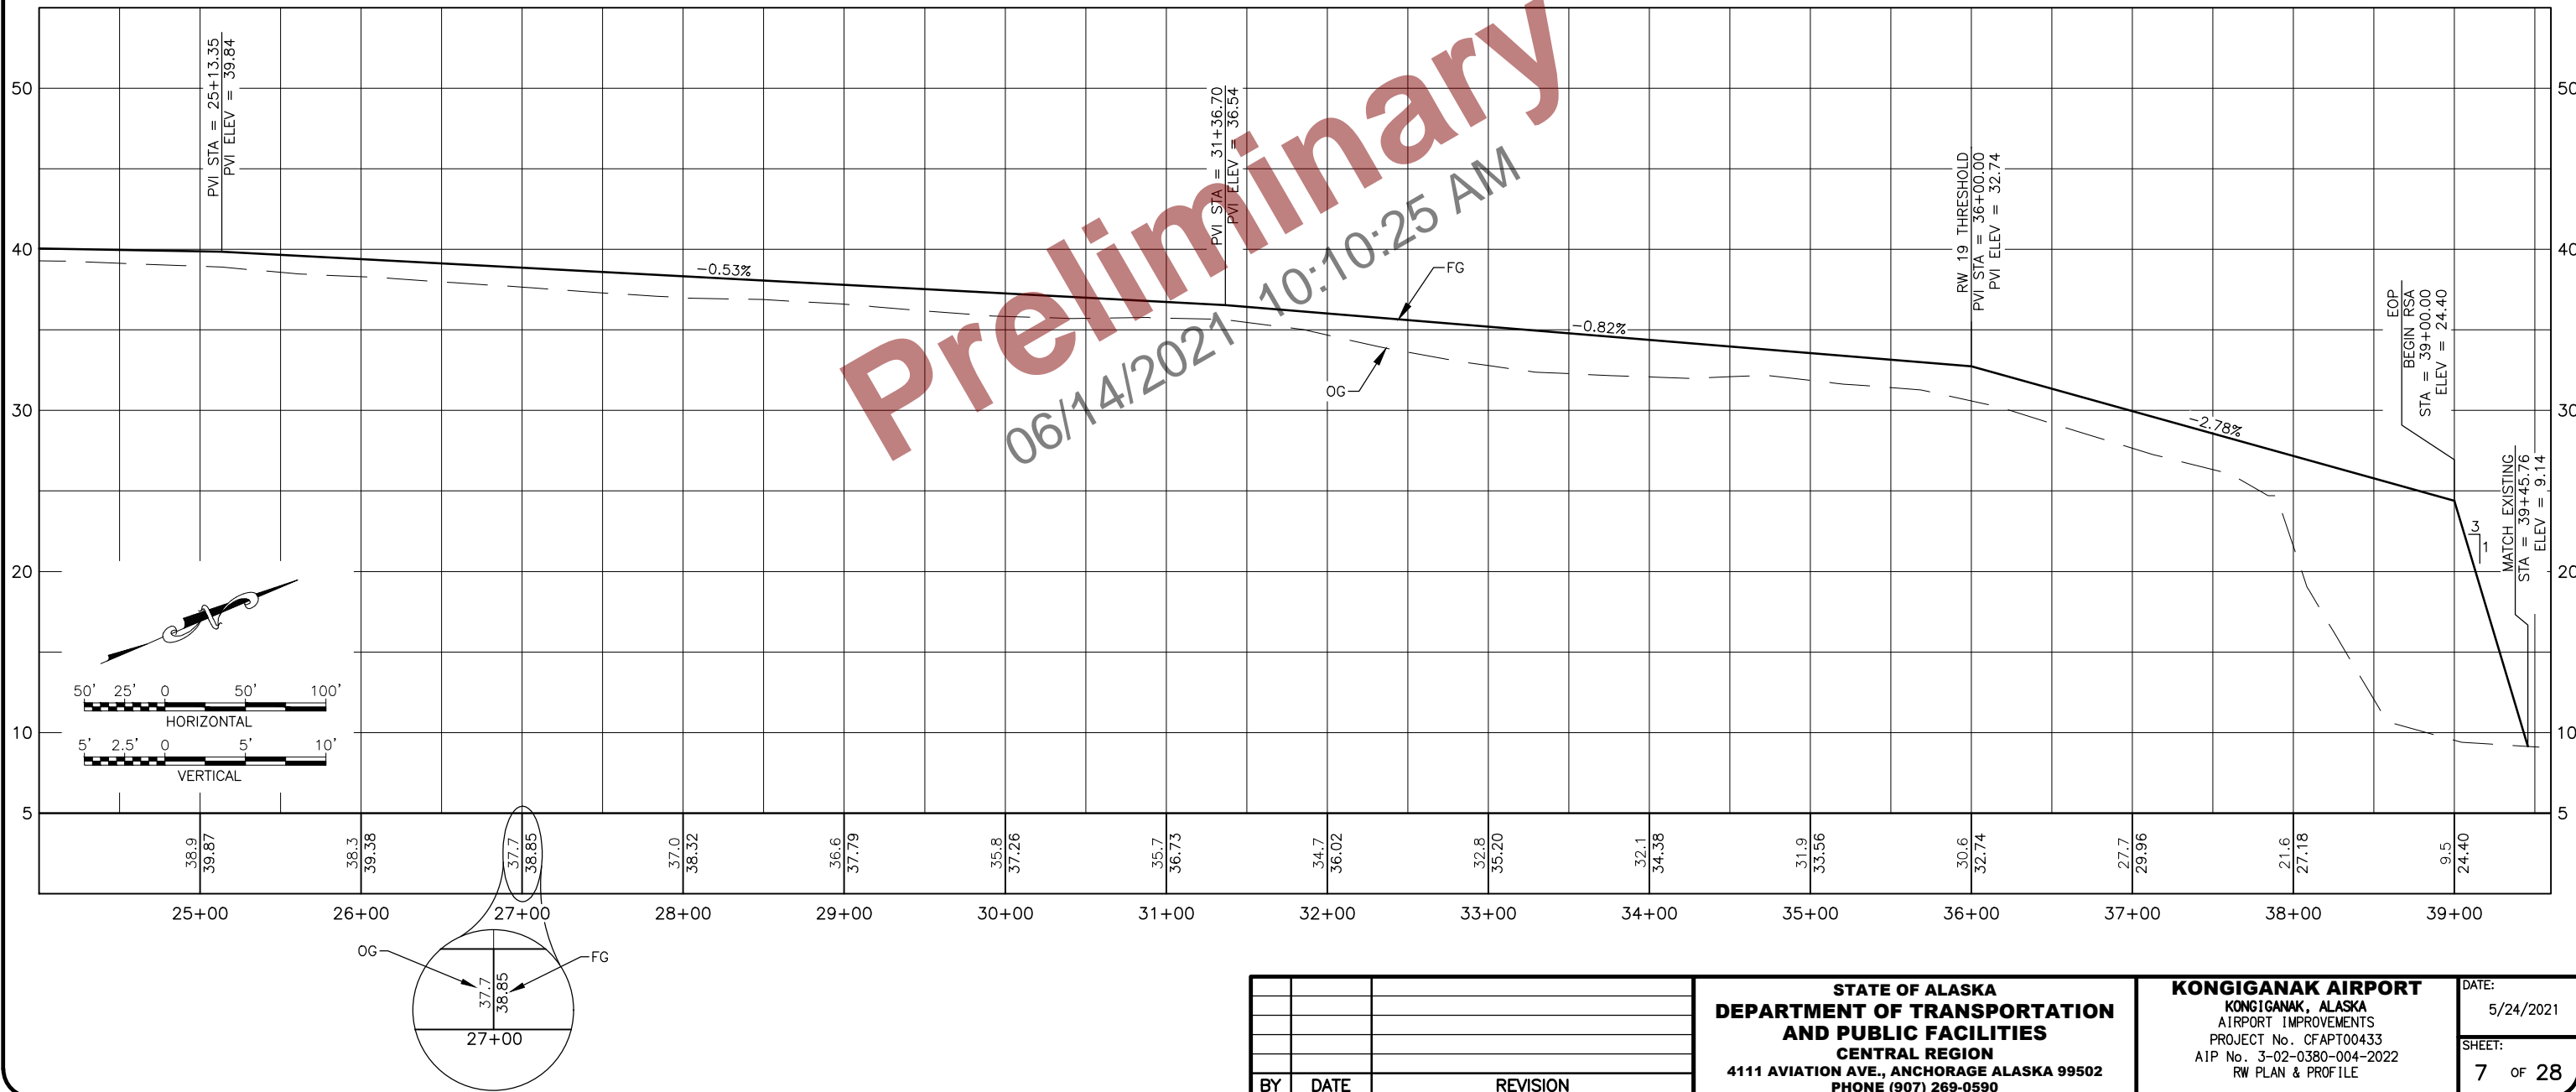 PVI STA = 25+13.35
PVI ELEV = 39.84
PVI STA = 31+36.70
PVI ELEV = 36.54
RW 19 THRESHOLD
PVI STA = 36+00.00
PVI ELEV = 32.74
EOP
BEGIN RSA
STA = 39+00.00
ELEV = 24.40
MATCH EXISTING
STA = 39+45.76
ELEV = 9.14
Preliminary
06/14/2021 10:10:25 AM
50
50
40
40
30
30
20
20
10
10
5
5
-0.53%
-0.82%
-2.78%
FG
OG
3
1
N
50' 25' 0 50' 100'
HORIZONTAL
5' 2.5' 0 5' 10'
VERTICAL
38.9
39.87
38.3
39.38
37.7
38.85
37.0
38.32
36.6
37.79
35.8
37.26
35.7
36.73
34.7
36.02
32.8
35.20
32.1
34.38
31.9
33.56
30.6
32.74
27.7
29.96
21.6
27.18
9.5
24.40
25+00 26+00 27+00 28+00 29+00 30+00 31+00 32+00 33+00 34+00 35+00 36+00 37+00 38+00 39+00
OG
FG
37.7
38.85
27+00
BY DATE REVISION
STATE OF ALASKA
DEPARTMENT OF TRANSPORTATION
AND PUBLIC FACILITIES
CENTRAL REGION
4111 AVIATION AVE., ANCHORAGE ALASKA 99502
PHONE (907) 269-0590
KONGIGANAK AIRPORT
KONGIGANAK, ALASKA
AIRPORT IMPROVEMENTS
PROJECT No. CFAPT00433
AIP No. 3-02-0380-004-2022
RW PLAN & PROFILE
DATE:
5/24/2021
SHEET:
7 OF 28